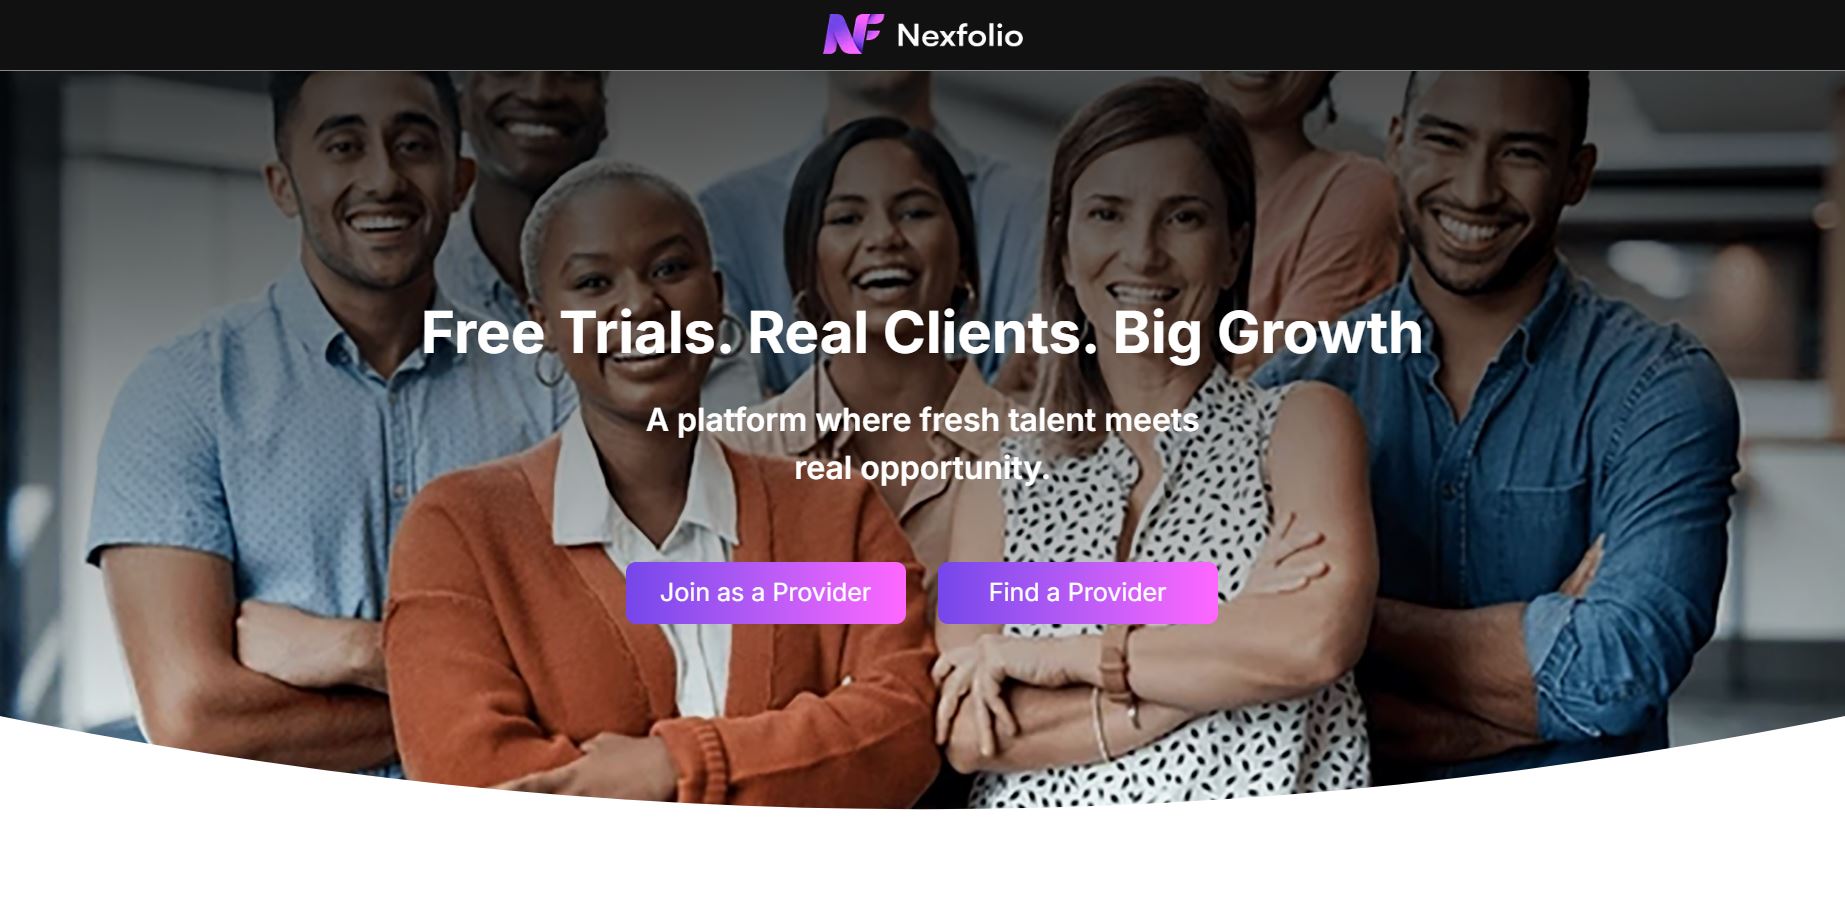 NF Nexfolio
Free Trials. Real Clients. Big Growth
A platform where fresh talent meets
real opportunity.
Join as a Provider
Find a Provider